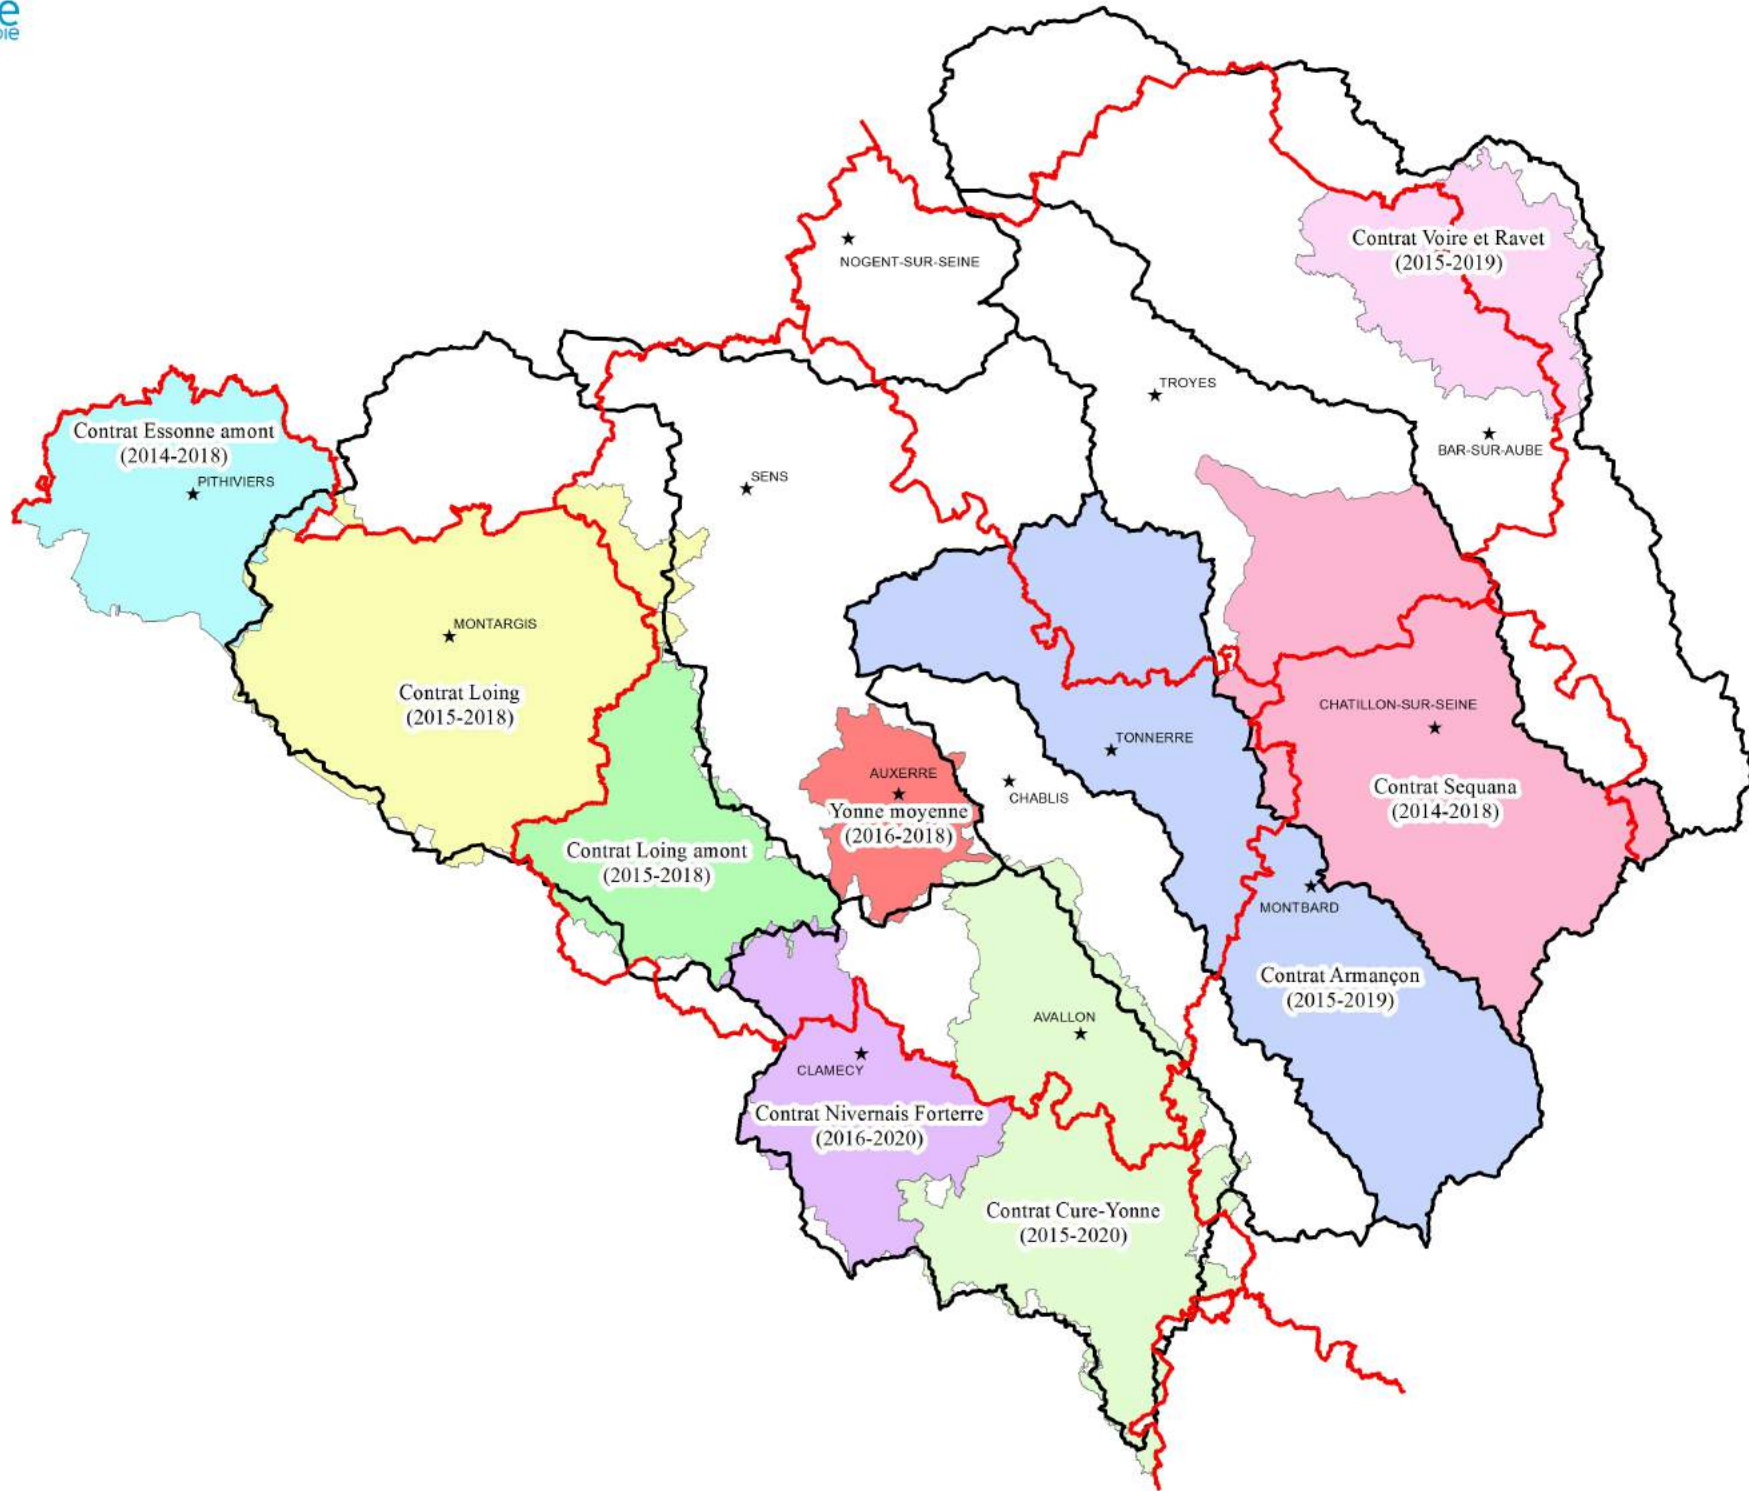 Contrat Voire et Ravet
(2015-2019)
NOGENT-SUR-SEINE
TROYES
BAR-SUR-AUBE
Contrat Essonne amont
(2014-2018)
PITHIVIERS
SENS
MONTARGIS
Contrat Loing
(2015-2018)
CHATILLON-SUR-SEINE
TONNERRE
AUXERRE
CHABLIS
Yonne moyenne
(2016-2018)
Contrat Sequana
(2014-2018)
Contrat Loing amont
(2015-2018)
MONTBARD
Contrat Armançon
(2015-2019)
AVALLON
CLAMECY
Contrat Nivernais Forterre
(2016-2020)
Contrat Cure-Yonne
(2015-2020)